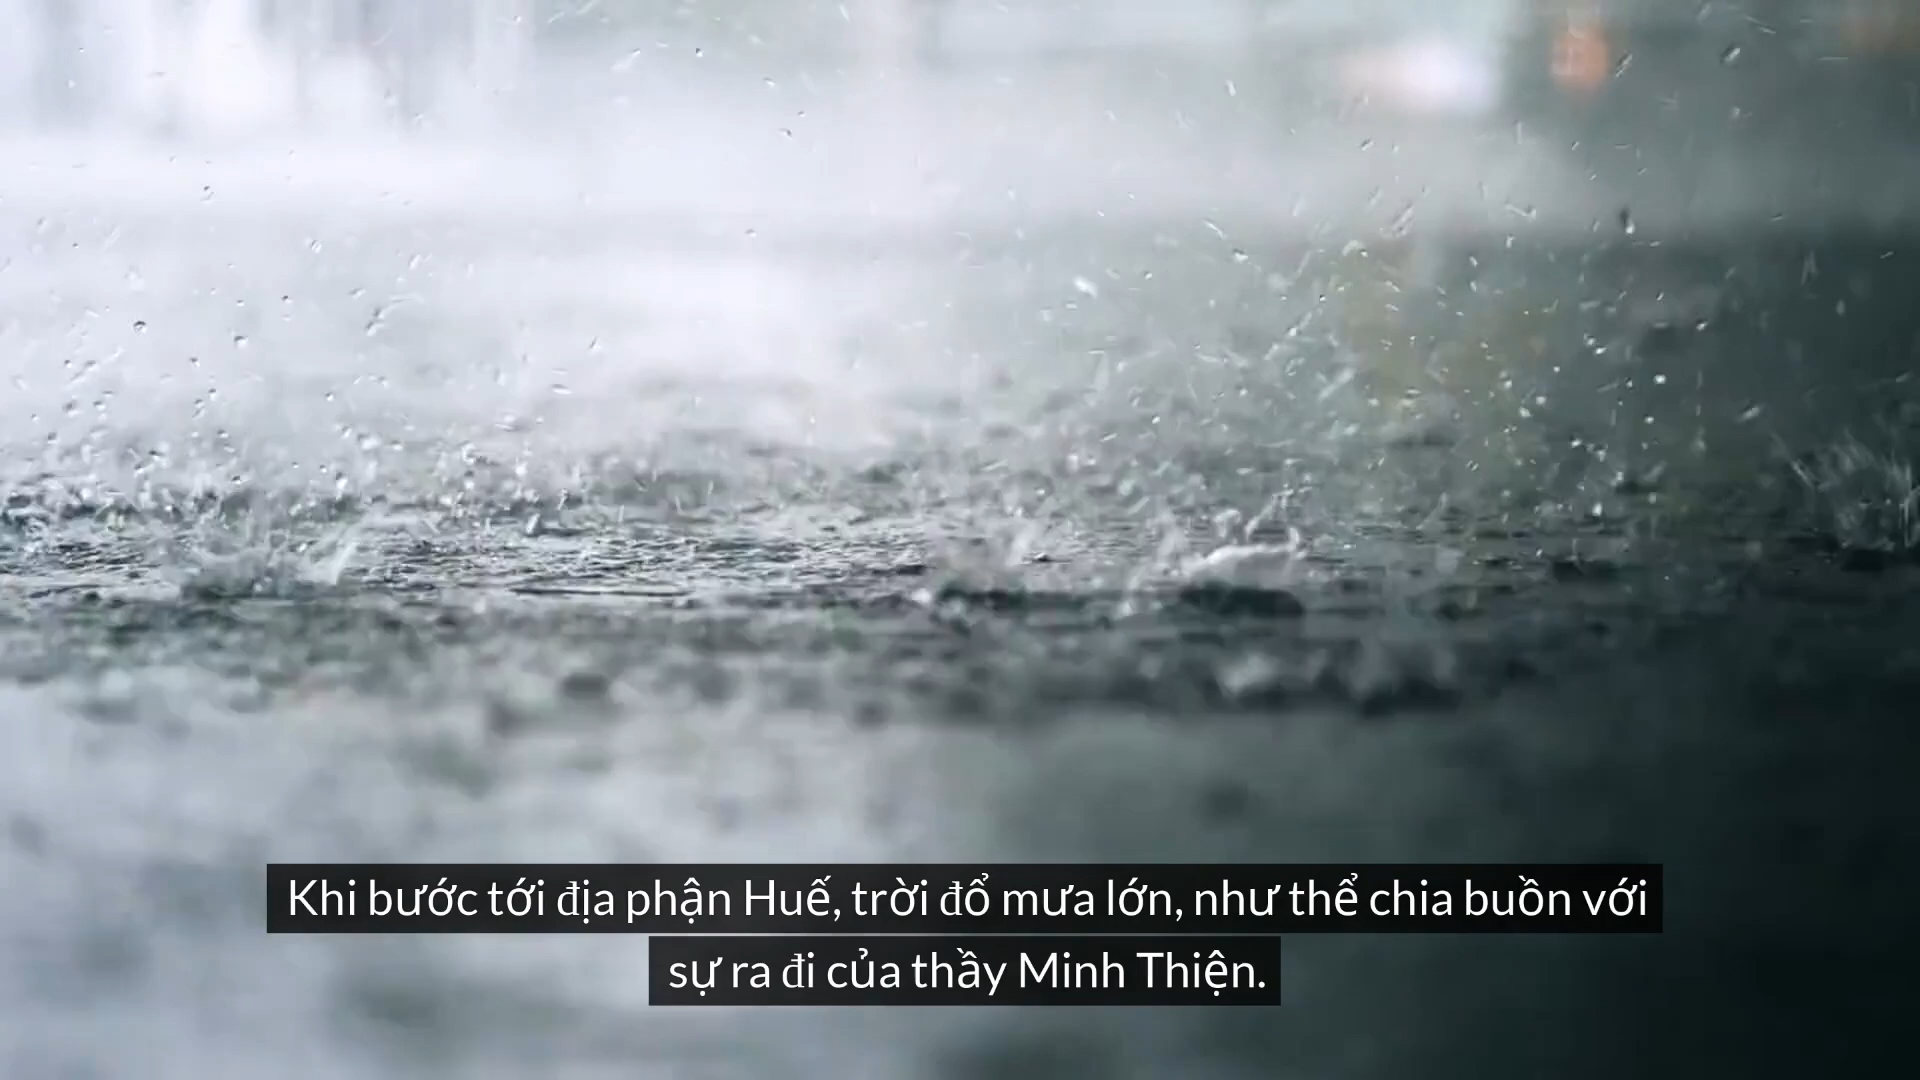 Khi bước tới địa phận Huế, trời đổ mưa lớn, như thể chia buồn với
sự ra đi của thầy Minh Thiện.